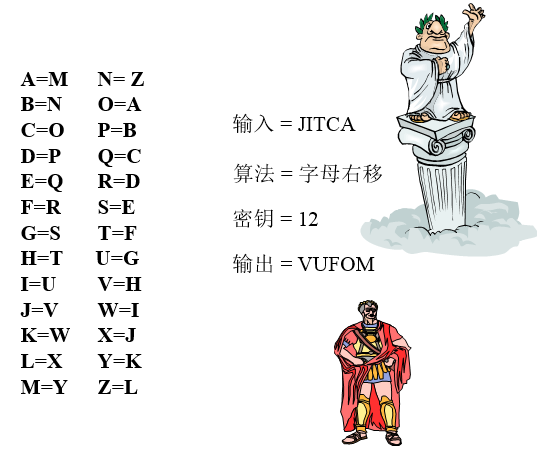 A=M N= Z
B=N O=A
C=O P=B
D=P Q=C
E=Q R=D
F=R S=E
G=S T=F
H=T U=G
I=U V=H
J=V W=I
K=W X=J
L=X Y=K
M=Y Z=L
输入 = JITCA
算法 = 字母右移
密钥 = 12
输出 = VUFOM